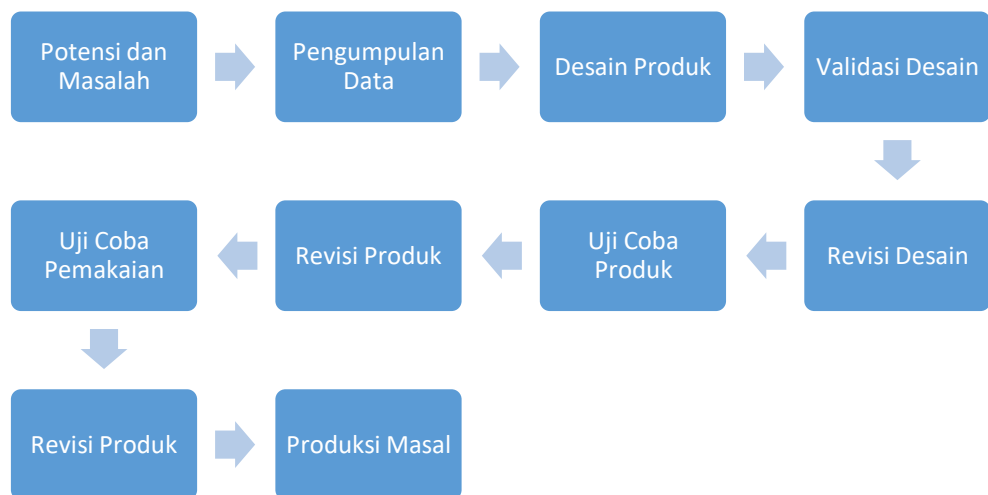 Potensi dan
Masalah
Pengumpulan
Data
Desain Produk
Validasi Desain
Revisi Desain
Uji Coba
Produk
Revisi Produk
Uji Coba
Pemakaian
Revisi Produk
Produksi Masal